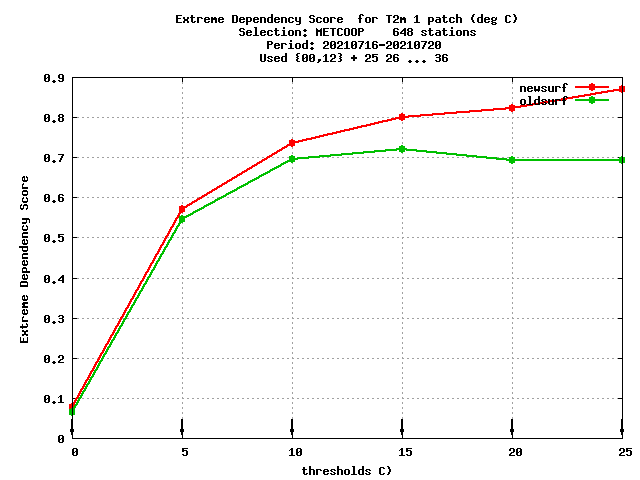 Extreme Dependency Score  for T2m 1 patch (deg C)
Selection: METCOOP    648 stations
Period: 20210716-20210720
Used {00,12} + 25 26 ... 36
newsurf
oldsurf
Extreme Dependency Score
0.9
0.8
0.7
0.6
0.5
0.4
0.3
0.2
0.1
0
0 5 10 15 20 25
thresholds C)